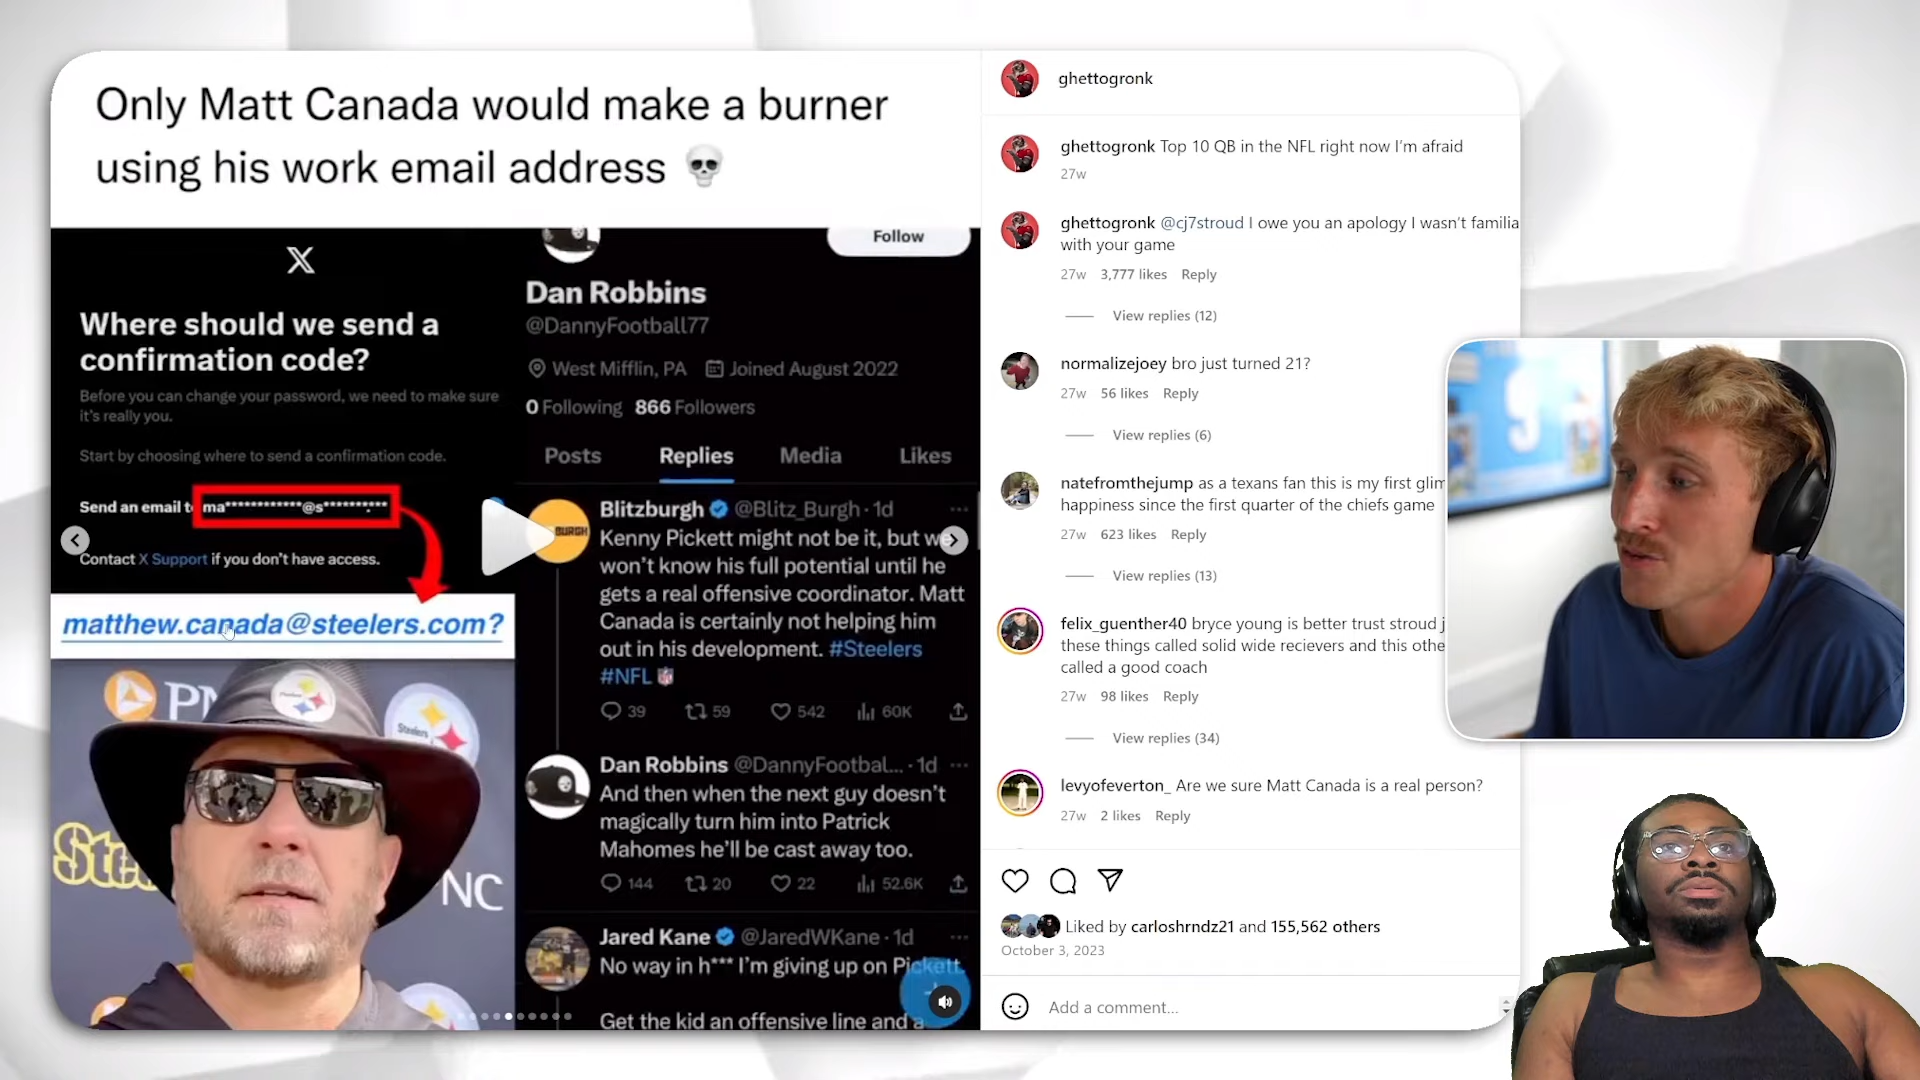 Only Matt Canada would make a burner
using his work email address 💀
X
Where should we send a
confirmation code?
Before you can change your password, we need to make sure
it's really you.
Start by choosing where to send a confirmation code.
Send an email t
ma************@s*******.**
Contact X Support if you don't have access.
matthew.canada@steelers.com?
Steelers
NC
Follow
Dan Robbins
@DannyFootball77
West Mifflin, PA Joined August 2022
0 Following 866 Followers
Posts Replies Media Likes
BURGH
Blitzburgh @Blitz_Burgh · 1d
Kenny Pickett might not be it, but we
won't know his full potential until he
gets a real offensive coordinator. Matt
Canada is certainly not helping him
out in his development. #Steelers
#NFL
39 59 542 60K
Dan Robbins @DannyFootbal... · 1d
And then when the next guy doesn't
magically turn him into Patrick
Mahomes he'll be cast away too.
144 20 22 52.6K
Jared Kane @JaredWKane · 1d
No way in h*** I'm giving up on Pickett.
Get the kid an offensive line and a
ghettogronk
ghettogronk Top 10 QB in the NFL right now I'm afraid
27w
ghettogronk @cj7stroud I owe you an apology I wasn't familia
with your game
27w 3,777 likes Reply
View replies (12)
normalizejoey bro just turned 21?
27w 56 likes Reply
View replies (6)
natefromthejump as a texans fan this is my first glim
happiness since the first quarter of the chiefs game
27w 623 likes Reply
View replies (13)
felix_guenther40 bryce young is better trust stroud j
these things called solid wide recievers and this othe
called a good coach
27w 98 likes Reply
View replies (34)
levyofeverton_ Are we sure Matt Canada is a real person?
27w 2 likes Reply
Liked by carloshrndz21 and 155,562 others
October 3, 2023
Add a comment...
9